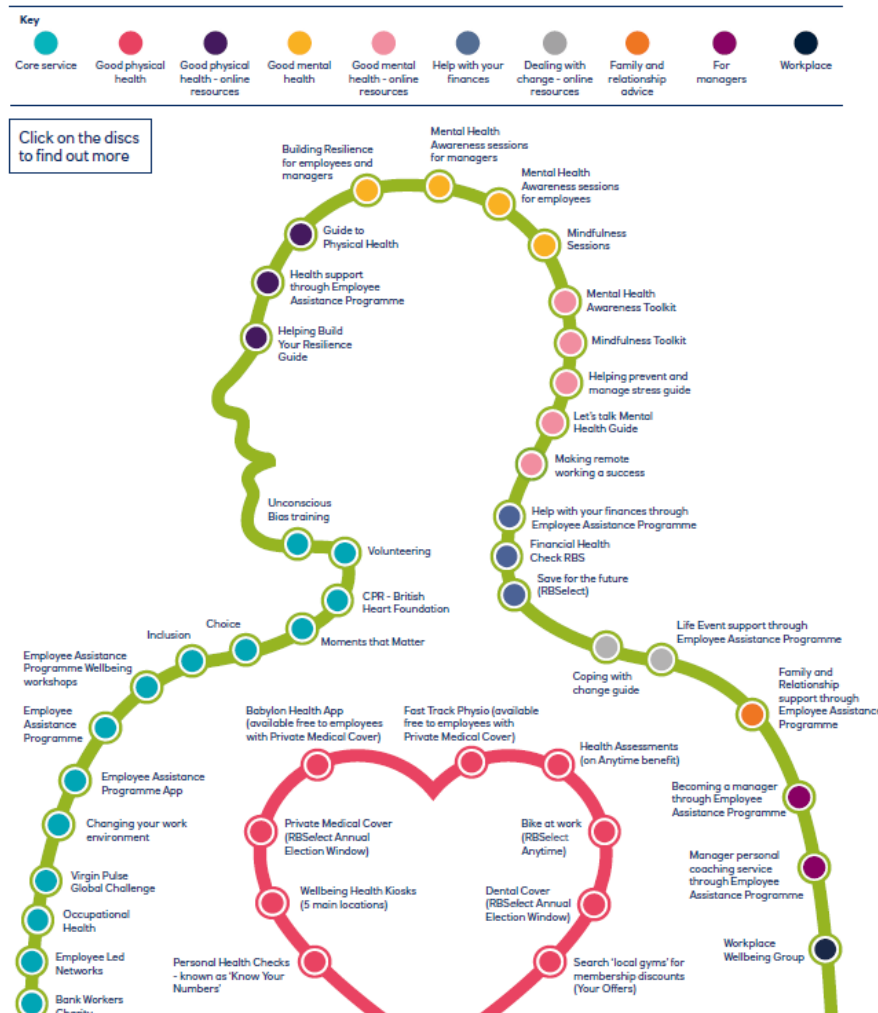 Key
Core service
Good physical
health
Good physical
health - online
resources
Good mental
health
Good mental
health - online
resources
Help with your
finances
Dealing with
change - online
resources
Family and
relationship
advice
For
managers
Workplace
Click on the discs
to find out more
Building Resilience
for employees and
managers
Mental Health
Awareness sessions
for managers
Mental Health
Awareness sessions
for employees
Mindfulness
Sessions
Guide to
Physical Health
Health support
through Employee
Assistance Programme
Helping Build
Your Resilience
Guide
Mental Health
Awareness Toolkit
Mindfulness Toolkit
Helping prevent and
manage stress guide
Let's talk Mental
Health Guide
Making remote
working a success
Help with your finances through
Employee Assistance Programme
Financial Health
Check RBS
Save for the future
(RBSelect)
Unconscious
Bias training
Volunteering
CPR - British
Heart Foundation
Moments that Matter
Choice
Inclusion
Employee Assistance
Programme Wellbeing
workshops
Employee
Assistance
Programme
Employee Assistance
Programme App
Changing your work
environment
Virgin Pulse
Global Challenge
Occupational
Health
Employee Led
Networks
Bank Workers
Charity
Life Event support through
Employee Assistance Programme
Coping with
change guide
Family and
Relationship
support through
Employee Assistance
Programme
Becoming a manager
through Employee
Assistance Programme
Manager personal
coaching service
through Employee
Assistance Programme
Workplace
Wellbeing Group
Babylon Health App
(available free to employees
with Private Medical Cover)
Fast Track Physio (available
free to employees with
Private Medical Cover)
Health Assessments
(on Anytime benefit)
Private Medical Cover
(RBSelect Annual
Election Window)
Bike at work
(RBSelect
Anytime)
Wellbeing Health Kiosks
(5 main locations)
Dental Cover
(RBSelect Annual
Election Window)
Personal Health Checks
- known as 'Know Your
Numbers'
Search 'local gyms' for
membership discounts
(Your Offers)